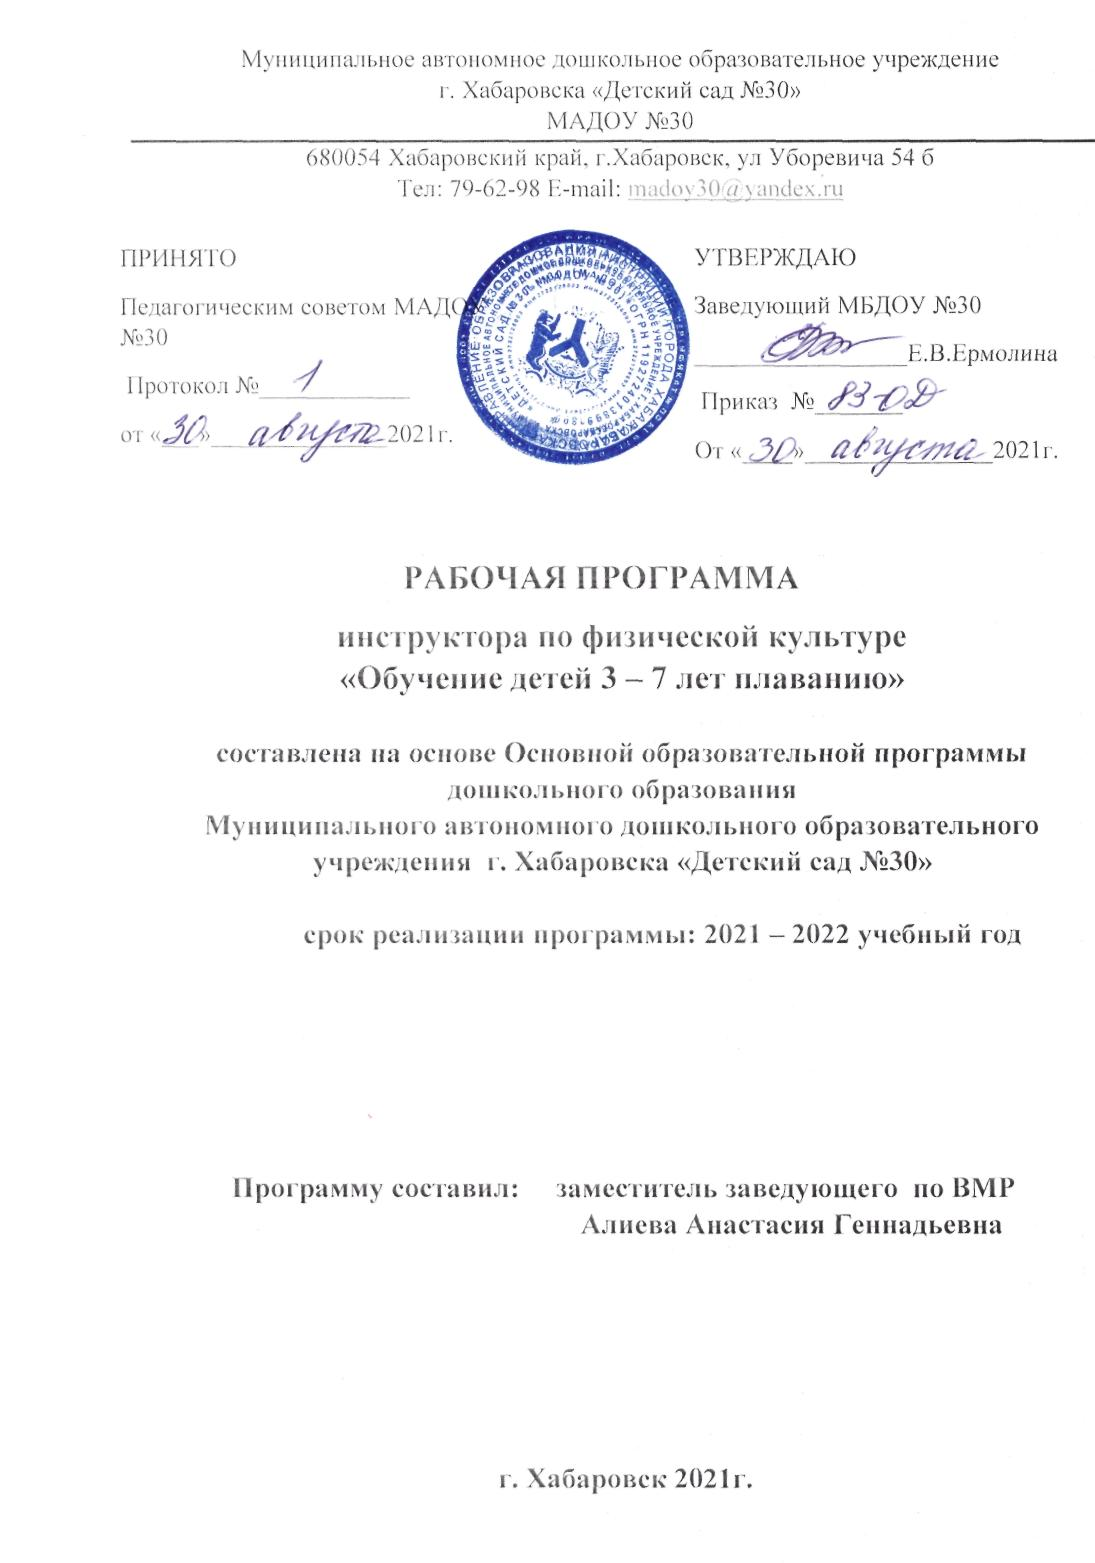 Муниципальное автономное дошкольное образовательное учреждение
г. Хабаровска «Детский сад №30»
МАДОУ №30
680054 Хабаровский край, г.Хабаровск, ул Уборевича 54 б
Тел: 79-62-98 E-mail: madoy30@yandex.ru
ПРИНЯТО
Педагогическим советом МАДОУ
№30
Протокол № 1
от «30» августа 2021г.
УТВЕРЖДАЮ
Заведующий МБДОУ №30
Е.В.Ермолина
Приказ № 83-ОД
От «30» августа 2021г.
РАБОЧАЯ ПРОГРАММА
инструктора по физической культуре
«Обучение детей 3 – 7 лет плаванию»
составлена на основе Основной образовательной программы
дошкольного образования
Муниципального автономного дошкольного образовательного
учреждения г. Хабаровска «Детский сад №30»
срок реализации программы: 2021 – 2022 учебный год
Программу составил: заместитель заведующего по ВМР
Алиева Анастасия Геннадьевна
г. Хабаровск 2021г.